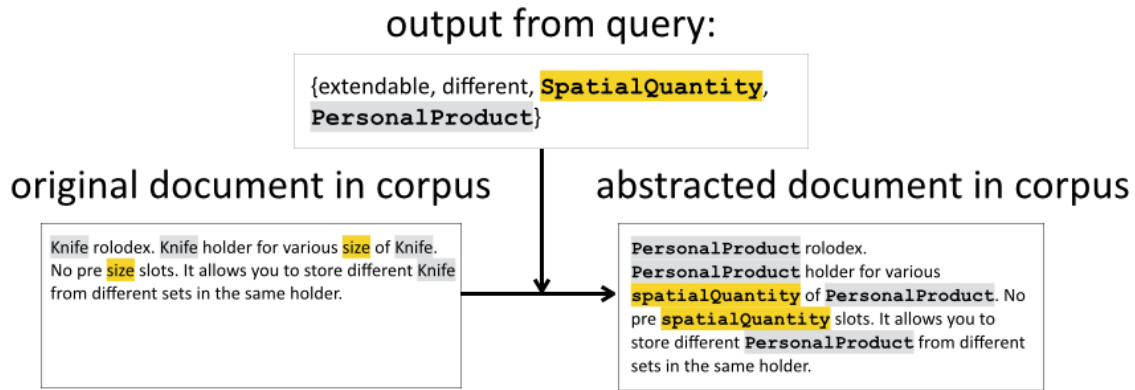 output from query:
{extendable, different, SpatialQuantity,
PersonalProduct}
original document in corpus
Knife rolodex. Knife holder for various size of Knife.
No pre size slots. It allows you to store different Knife
from different sets in the same holder.
abstracted document in corpus
PersonalProduct rolodex.
PersonalProduct holder for various
spatialQuantity of PersonalProduct. No
pre spatialQuantity slots. It allows you to
store different PersonalProduct from different
sets in the same holder.